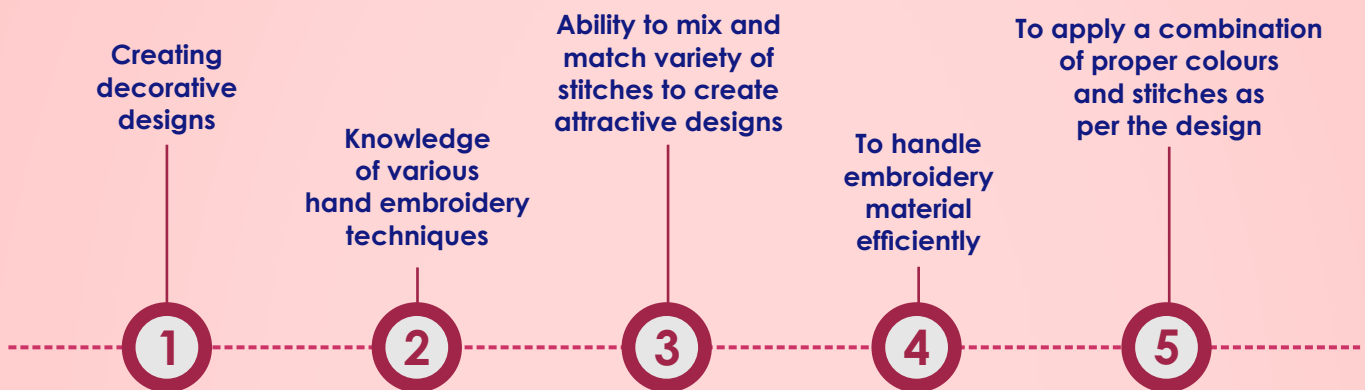 Creating
decorative
designs
Knowledge
of various
hand embroidery
techniques
Ability to mix and
match variety of
stitches to create
attractive designs
To handle
embroidery
material
efficiently
To apply a combination
of proper colours
and stitches as
per the design
1
2
3
4
5